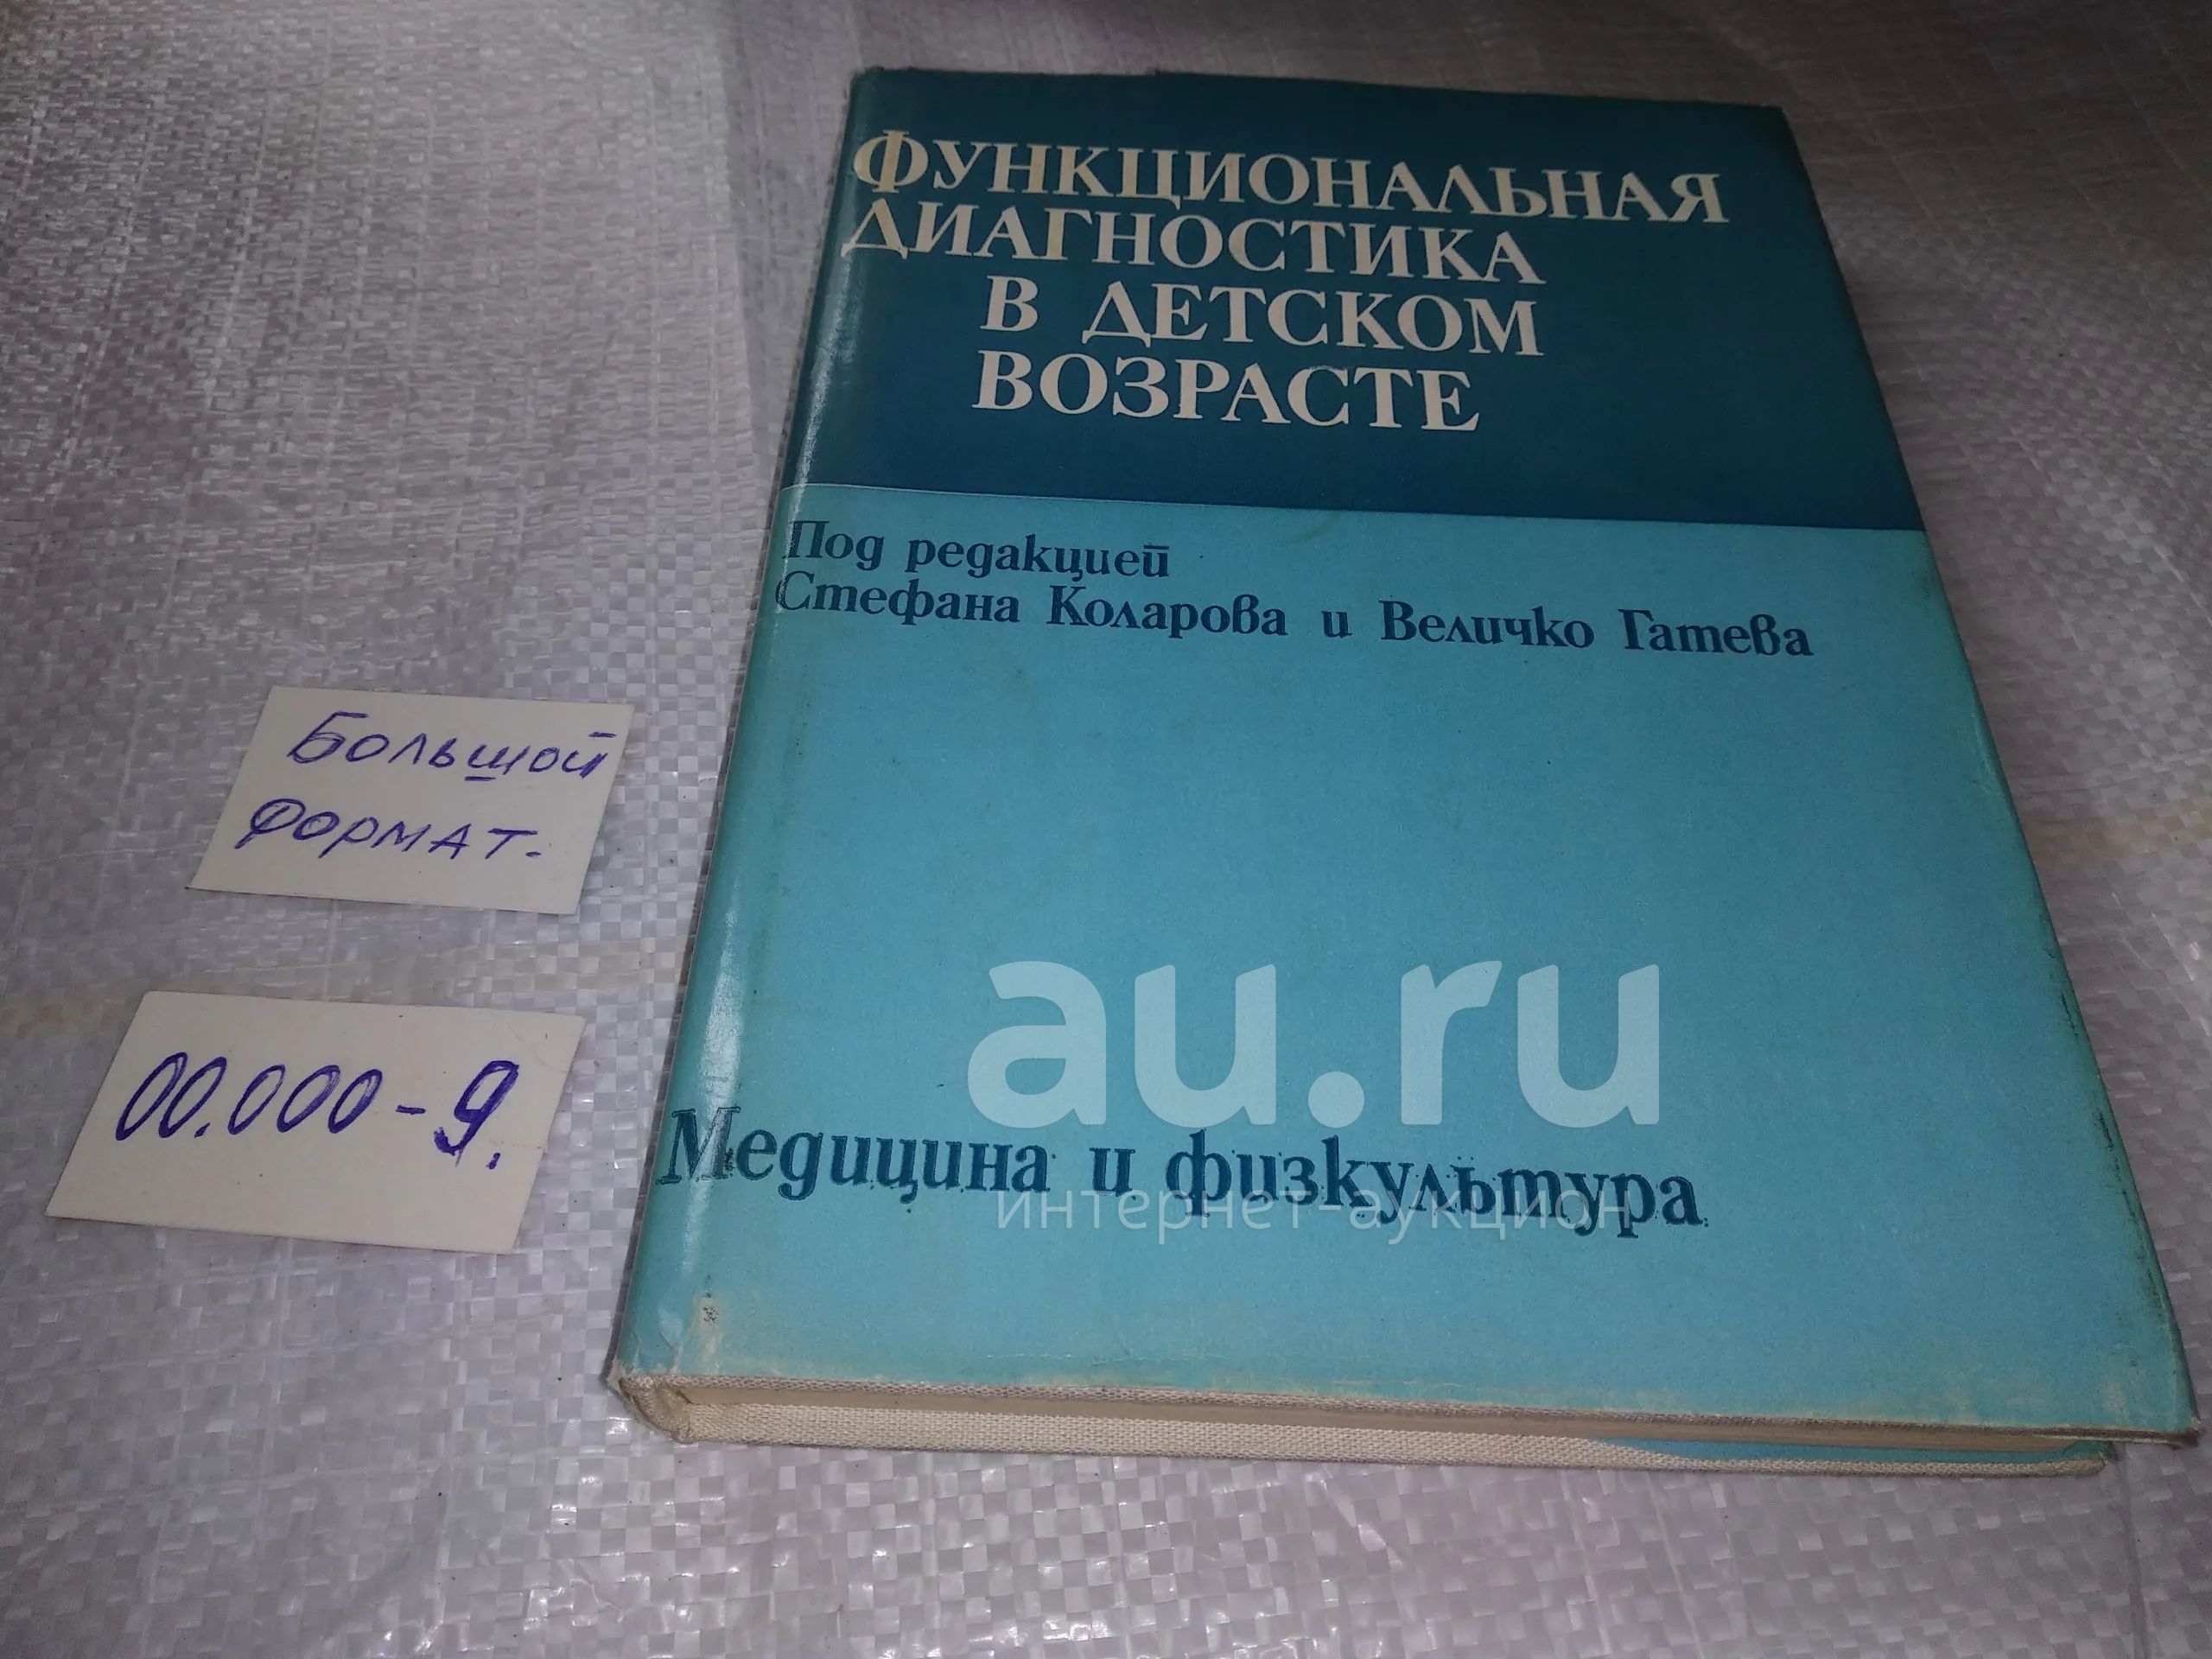 ФУНКЦИОНАЛЬНАЯ
ДИАГНОСТИКА
В ДЕТСКОМ
ВОЗРАСТЕ
Под редакцией
Стефана Коларова и Величко Гатева
Большой
формат.
00.000-9.
au.ru
Медицина и физкультура
интернет-аукцион